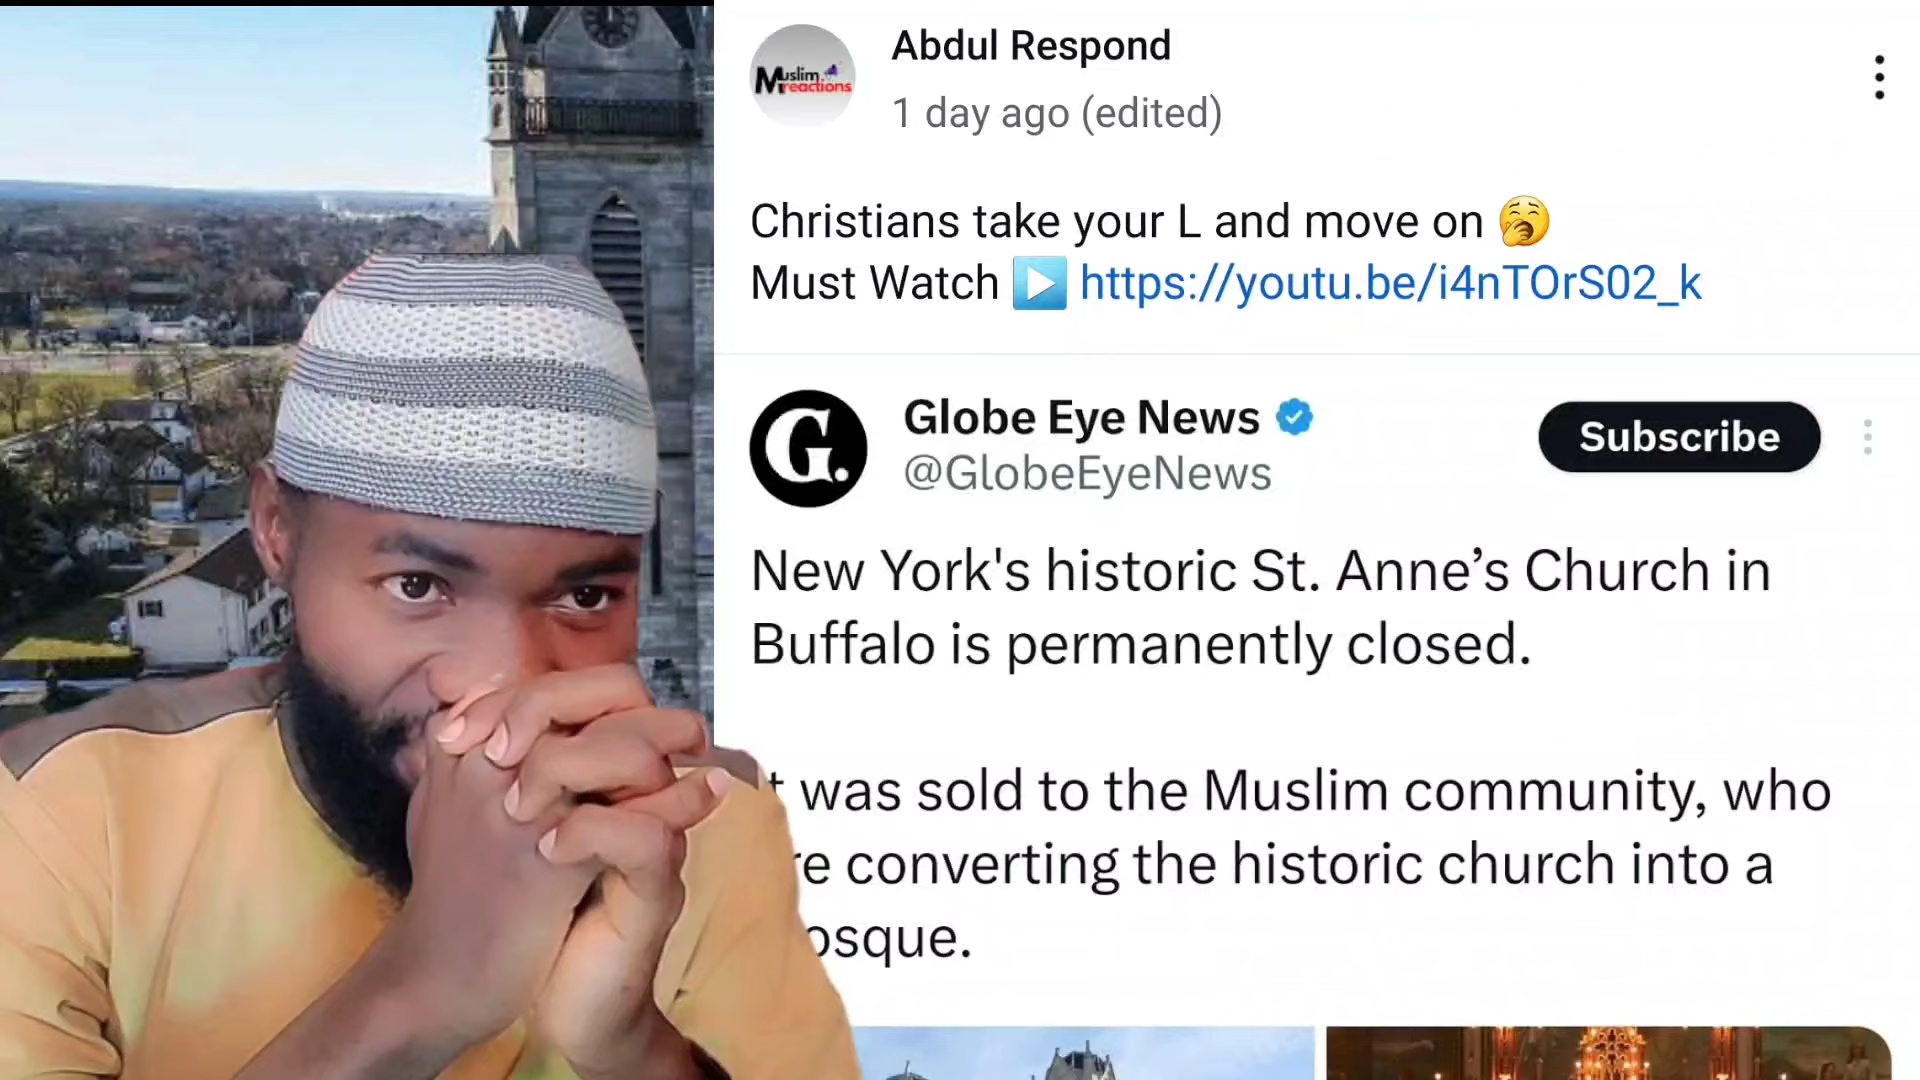 Muslim
reactions
Abdul Respond
1 day ago (edited)
Christians take your L and move on 🥱
Must Watch ▶️ https://youtu.be/i4nTOrS02_k
G.
Globe Eye News
@GlobeEyeNews
Subscribe
New York's historic St. Anne’s Church in
Buffalo is permanently closed.
was sold to the Muslim community, who
converting the historic church into a